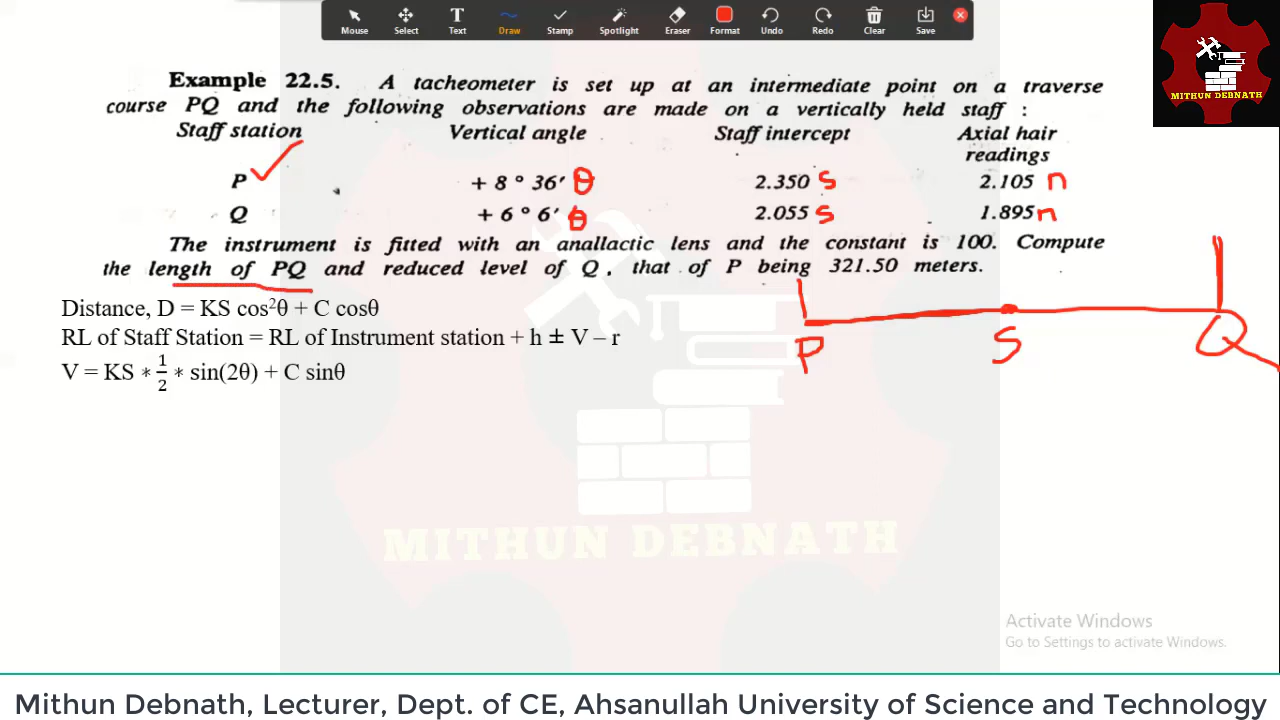 Mouse Select Text Draw Stamp Spotlight Eraser Format Undo Redo Clear Save
MITHUN DEBNATH
Example 22.5. A tacheometer is set up at an intermediate point on a traverse
course PQ and the following observations are made on a vertically held staff :
Staff station Vertical angle Staff intercept Axial hair
readings
P + 8 ° 36′ θ 2.350 s 2.105 n
Q + 6 ° 6′ θ 2.055 s 1.895 n
The instrument is fitted with an anallactic lens and the constant is 100. Compute
the length of PQ and reduced level of Q, that of P being 321.50 meters.
Distance, D = KS cos²θ + C cosθ
RL of Staff Station = RL of Instrument station + h ± V – r
V = KS * 1/2 * sin(2θ) + C sinθ
P S Q
MITHUN DEBNATH
Activate Windows
Go to Settings to activate Windows.
Mithun Debnath, Lecturer, Dept. of CE, Ahsanullah University of Science and Technology